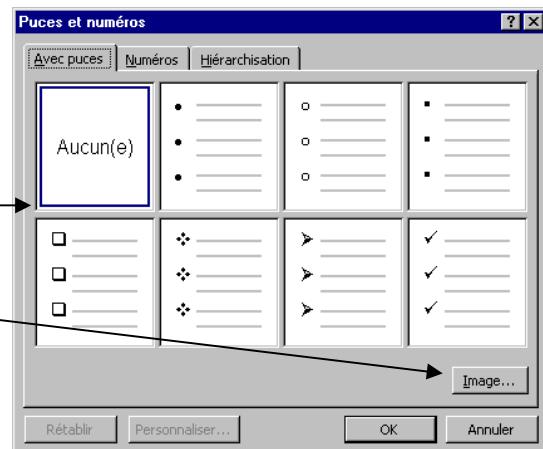 Puces et numéros
Avec puces Numéros Hiérarchisation
Aucun(e)
Image...
Rétablir Personnaliser... OK Annuler